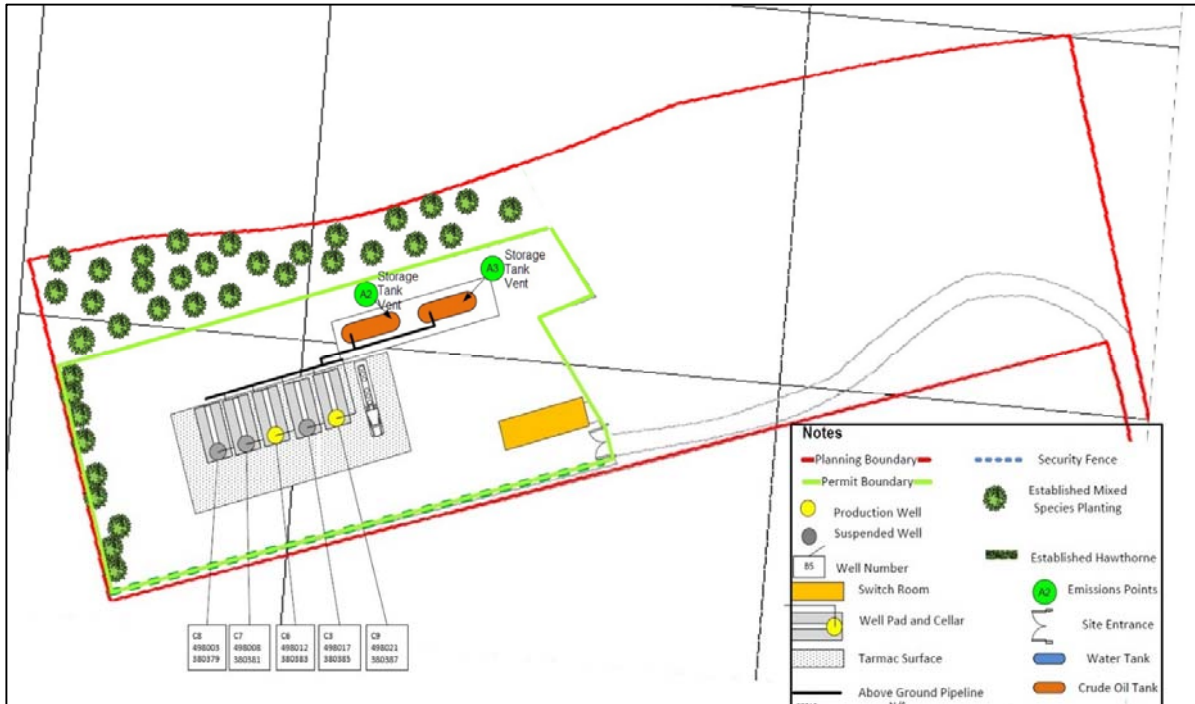 Storage
Tank
Vent
A3
Storage
Tank
Vent
A2
C8
498003
380379
C7
498008
380381
C6
498012
380383
C3
498017
380385
C9
498021
380387
Notes
Planning Boundary
Permit Boundary
Production Well
Suspended Well
B5
Well Number
Switch Room
Well Pad and Cellar
Tarmac Surface
Above Ground Pipeline
Security Fence
Established Mixed
Species Planting
Established Hawthorne
A2
Emissions Points
Site Entrance
Water Tank
Crude Oil Tank